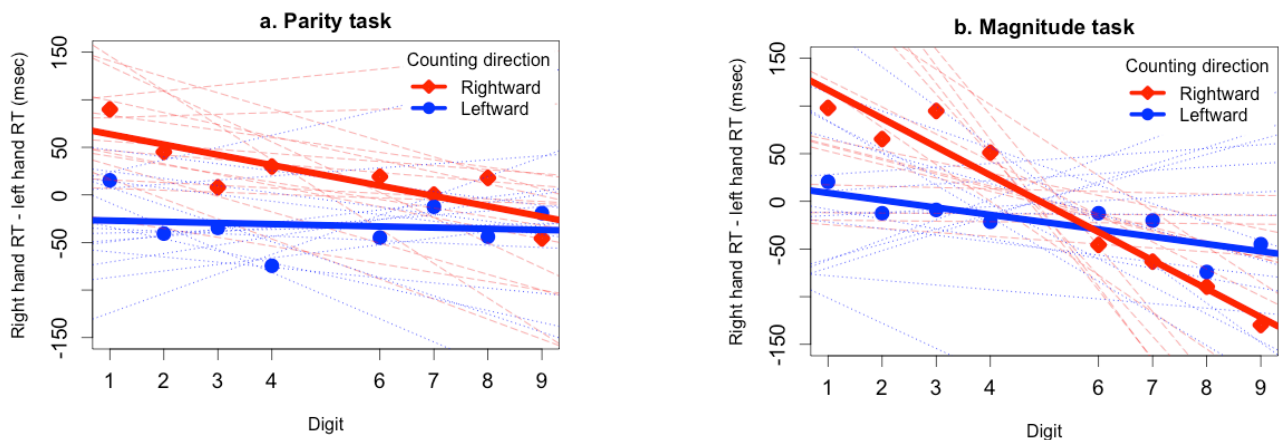 a. Parity task
Right hand RT - left hand RT (msec)
150
50
0
-50
-150
Counting direction
Rightward
Leftward
1 2 3 4 6 7 8 9
Digit
b. Magnitude task
Right hand RT - left hand RT (msec)
150
50
0
-50
-150
Counting direction
Rightward
Leftward
1 2 3 4 6 7 8 9
Digit